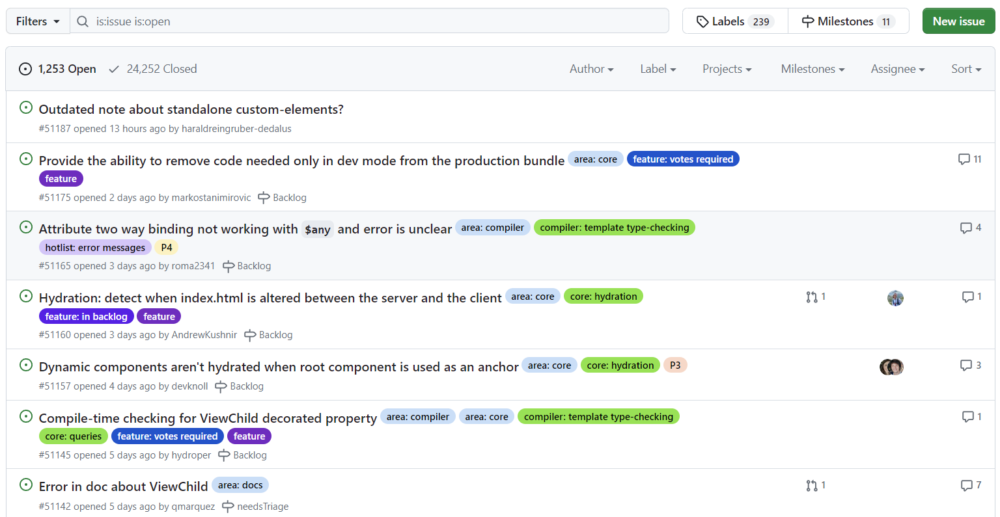 Filters is:issue is:open Labels 239 Milestones 11 New issue
1,253 Open 24,252 Closed Author Label Projects Milestones Assignee Sort
Outdated note about standalone custom-elements?
#51187 opened 13 hours ago by haraldreingruber-dedalus
Provide the ability to remove code needed only in dev mode from the production bundle area: core feature: votes required 11
feature
#51175 opened 2 days ago by markostanimirovic Backlog
Attribute two way binding not working with $any and error is unclear area: compiler compiler: template type-checking 4
hotlist: error messages P4
#51165 opened 3 days ago by roma2341 Backlog
Hydration: detect when index.html is altered between the server and the client area: core core: hydration 1 1
feature: in backlog feature
#51160 opened 3 days ago by AndrewKushnir Backlog
Dynamic components aren't hydrated when root component is used as an anchor area: core core: hydration P3 3
#51157 opened 4 days ago by devknoll Backlog
Compile-time checking for ViewChild decorated property area: compiler area: core compiler: template type-checking 1
core: queries feature: votes required feature
#51145 opened 5 days ago by hydroper Backlog
Error in doc about ViewChild area: docs 1 7
#51142 opened 5 days ago by qmarquez needsTriage